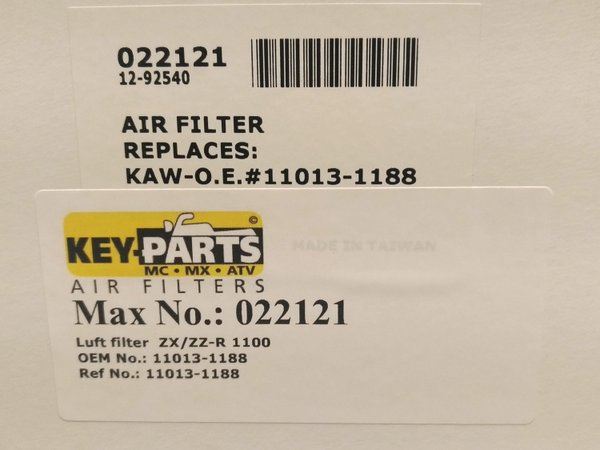 022121
12-92540
AIR FILTER
REPLACES:
KAW-O.E.#11013-1188
©
KEY-PARTS
MC • MX • ATV
AIR FILTERS
MADE IN TAIWAN
Max No.: 022121
Luft filter ZX/ZZ-R 1100
OEM No.: 11013-1188
Ref No.: 11013-1188